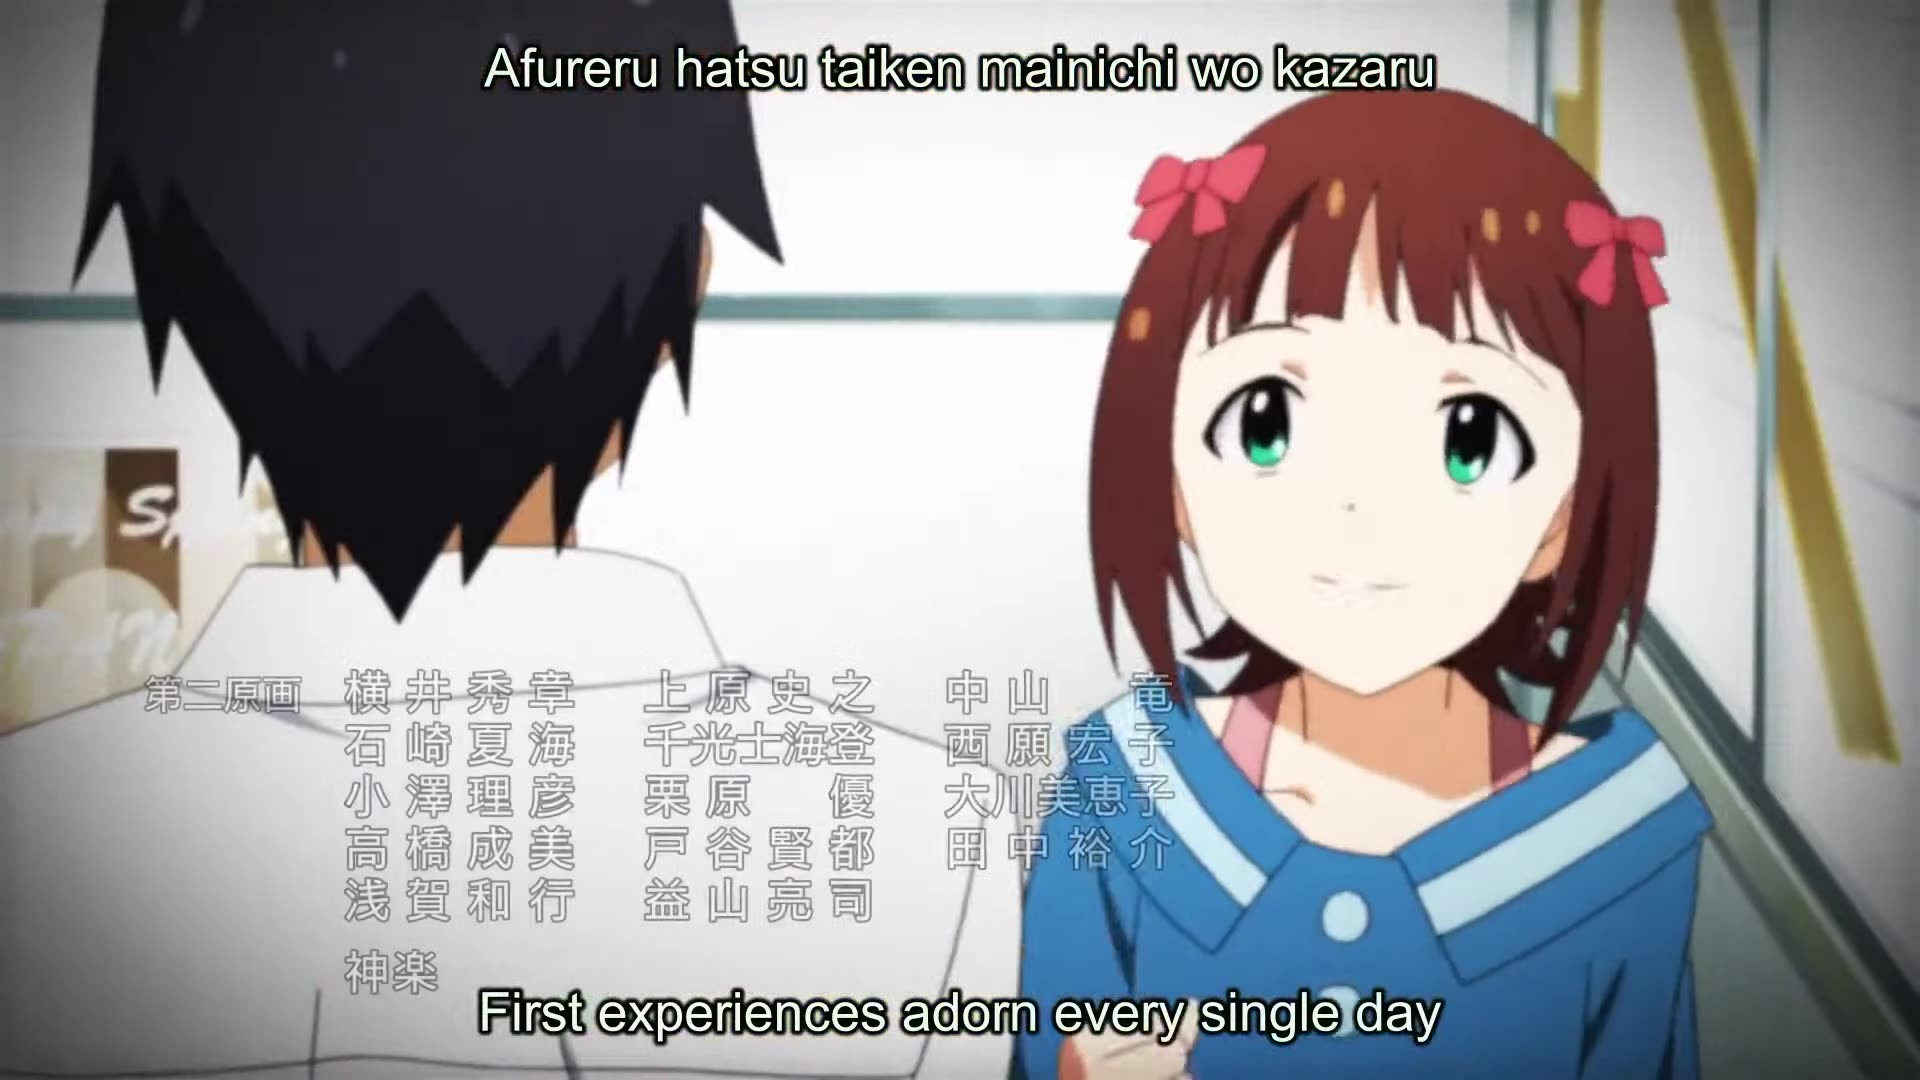 Afureru hatsu taiken mainichi wo kazaru
第二原画 横井秀章 上原史之 中山 竜
石崎夏海 千光士海登 西願宏子
小澤理彦 栗原 優 大川美恵子
高橋成美 戸谷賢都 田中裕介
浅賀和行 益山亮司
神楽
First experiences adorn every single day